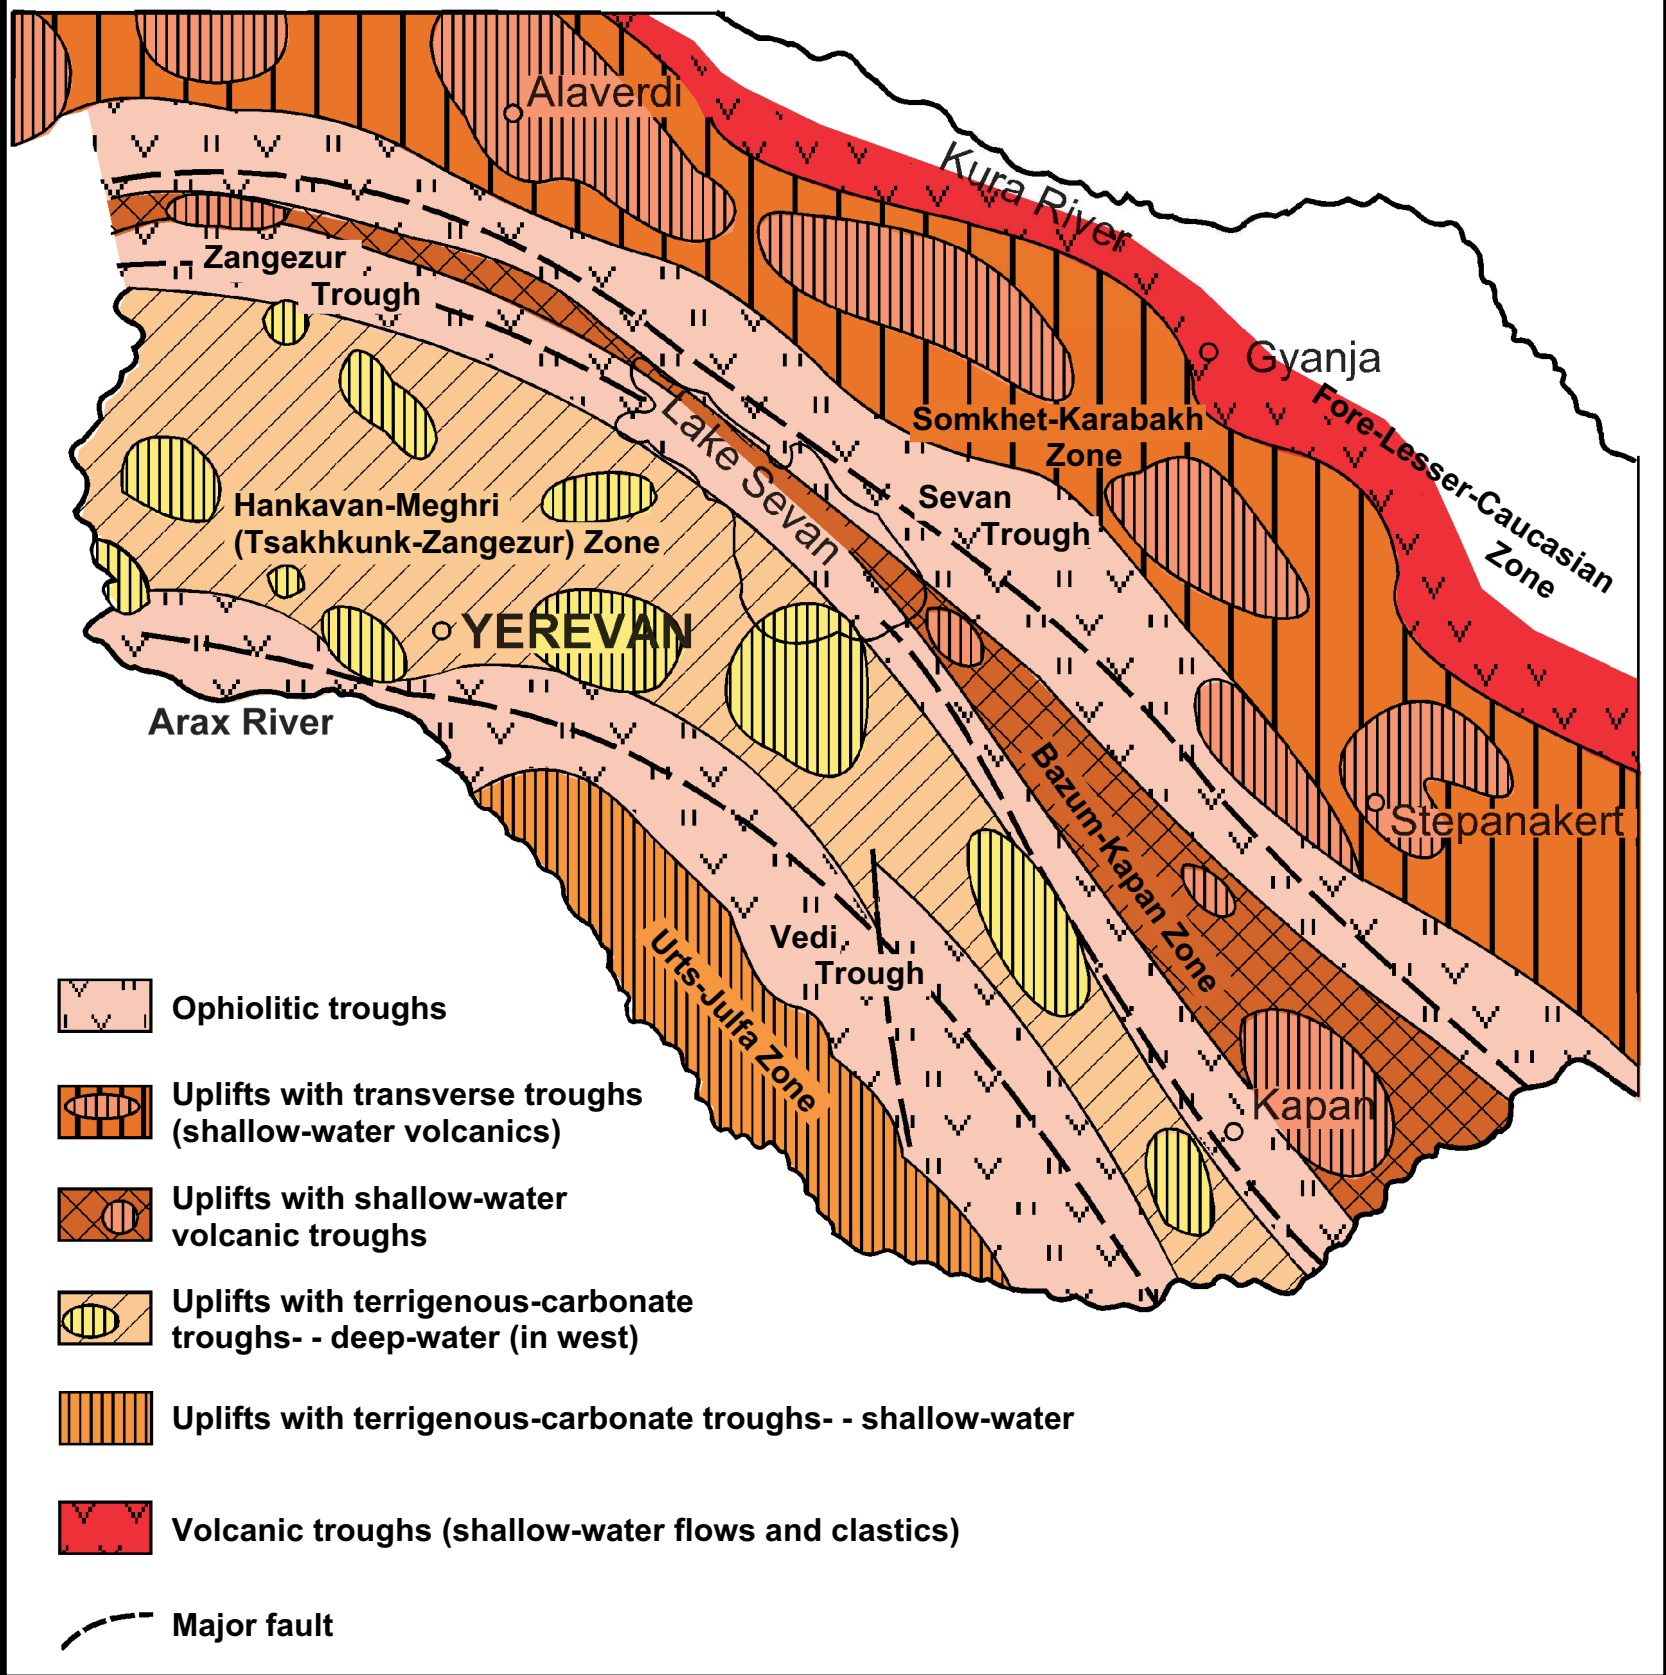 Alaverdi
Kura River
Zangezur
Trough
Gyanja
Fore-Lesser-Caucasian
Zone
Somkhet-Karabakh
Zone
Lake Sevan
Sevan
Trough
Hankavan-Meghri
(Tsakhkunk-Zangezur) Zone
YEREVAN
Arax River
Bazum-Kapan Zone
Stepanakert
Vedi
Trough
Urts-Julfa Zone
Kapan
Ophiolitic troughs
Uplifts with transverse troughs
(shallow-water volcanics)
Uplifts with shallow-water
volcanic troughs
Uplifts with terrigenous-carbonate
troughs- - deep-water (in west)
Uplifts with terrigenous-carbonate troughs- - shallow-water
Volcanic troughs (shallow-water flows and clastics)
Major fault